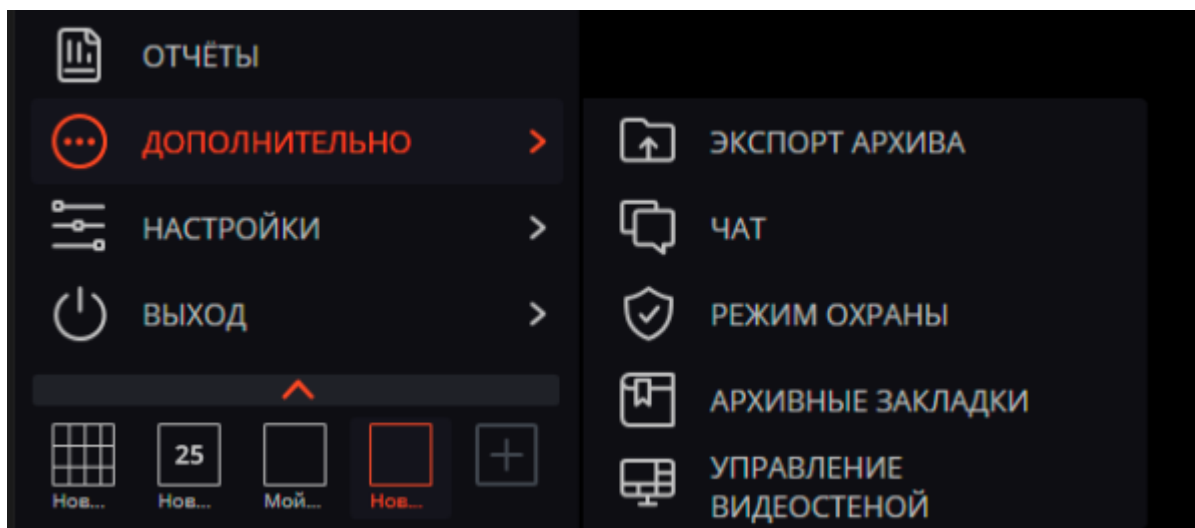 ОТЧЁТЫ
ДОПОЛНИТЕЛЬНО
НАСТРОЙКИ
ВЫХОД
25
Нов...
Нов...
Мой...
Нов...
ЭКСПОРТ АРХИВА
ЧАТ
РЕЖИМ ОХРАНЫ
АРХИВНЫЕ ЗАКЛАДКИ
УПРАВЛЕНИЕ
ВИДЕОСТЕНОЙ